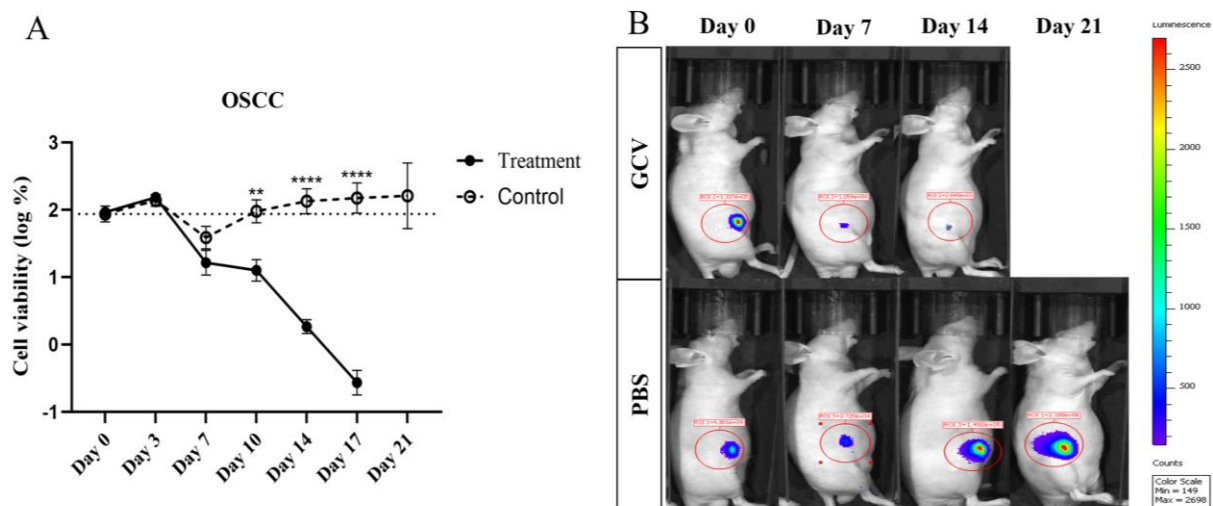 A
OSCC
Cell viability (log %)
3
2
1
0
-1
** **** ****
Day 0 Day 3 Day 7 Day 10 Day 14 Day 17 Day 21
Treatment
Control
B
Day 0 Day 7 Day 14 Day 21
GCV
PBS
Luminescence
2500
2000
1500
1000
500
Counts
Color Scale
Min = 149
Max = 2698